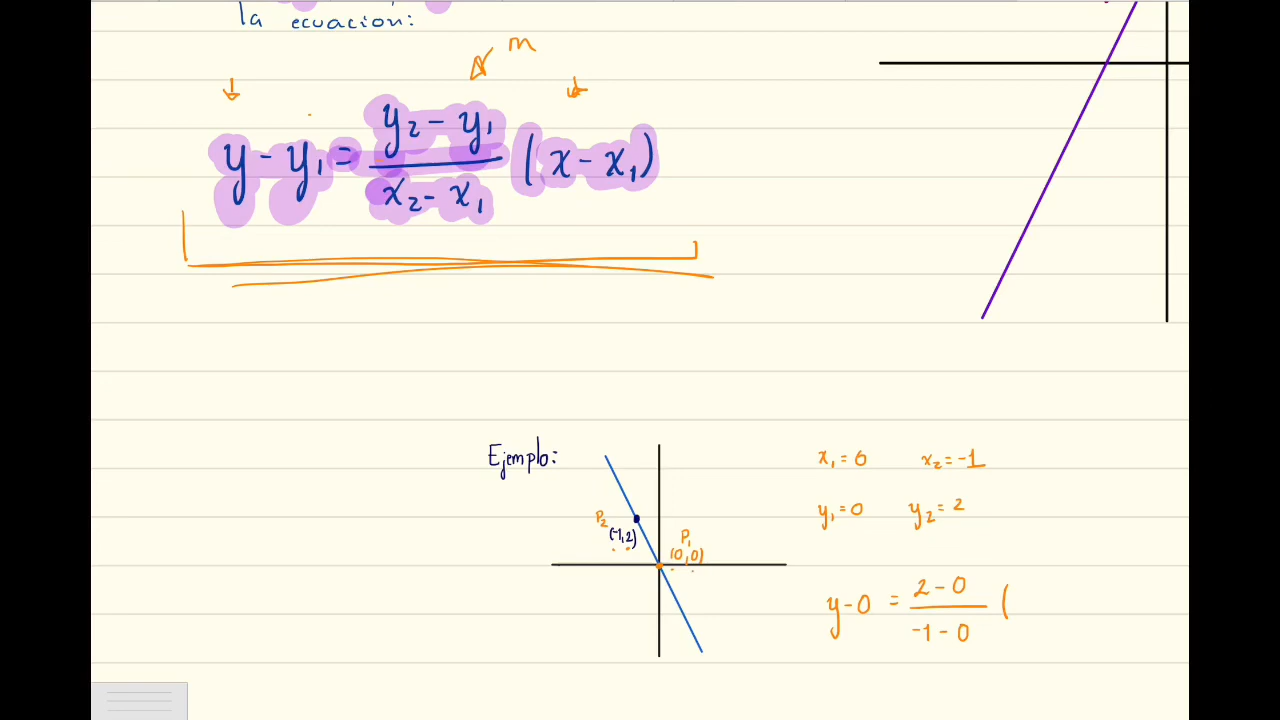 la ecuacion:
m
y - y₁ = (y₂ - y₁)/(x₂ - x₁) (x - x₁)
Ejemplo:
x₁ = 0 x₂ = -1
y₁ = 0 y₂ = 2
P₂
(-1,2)
P₁
(0,0)
y - 0 = (2 - 0)/(-1 - 0) (